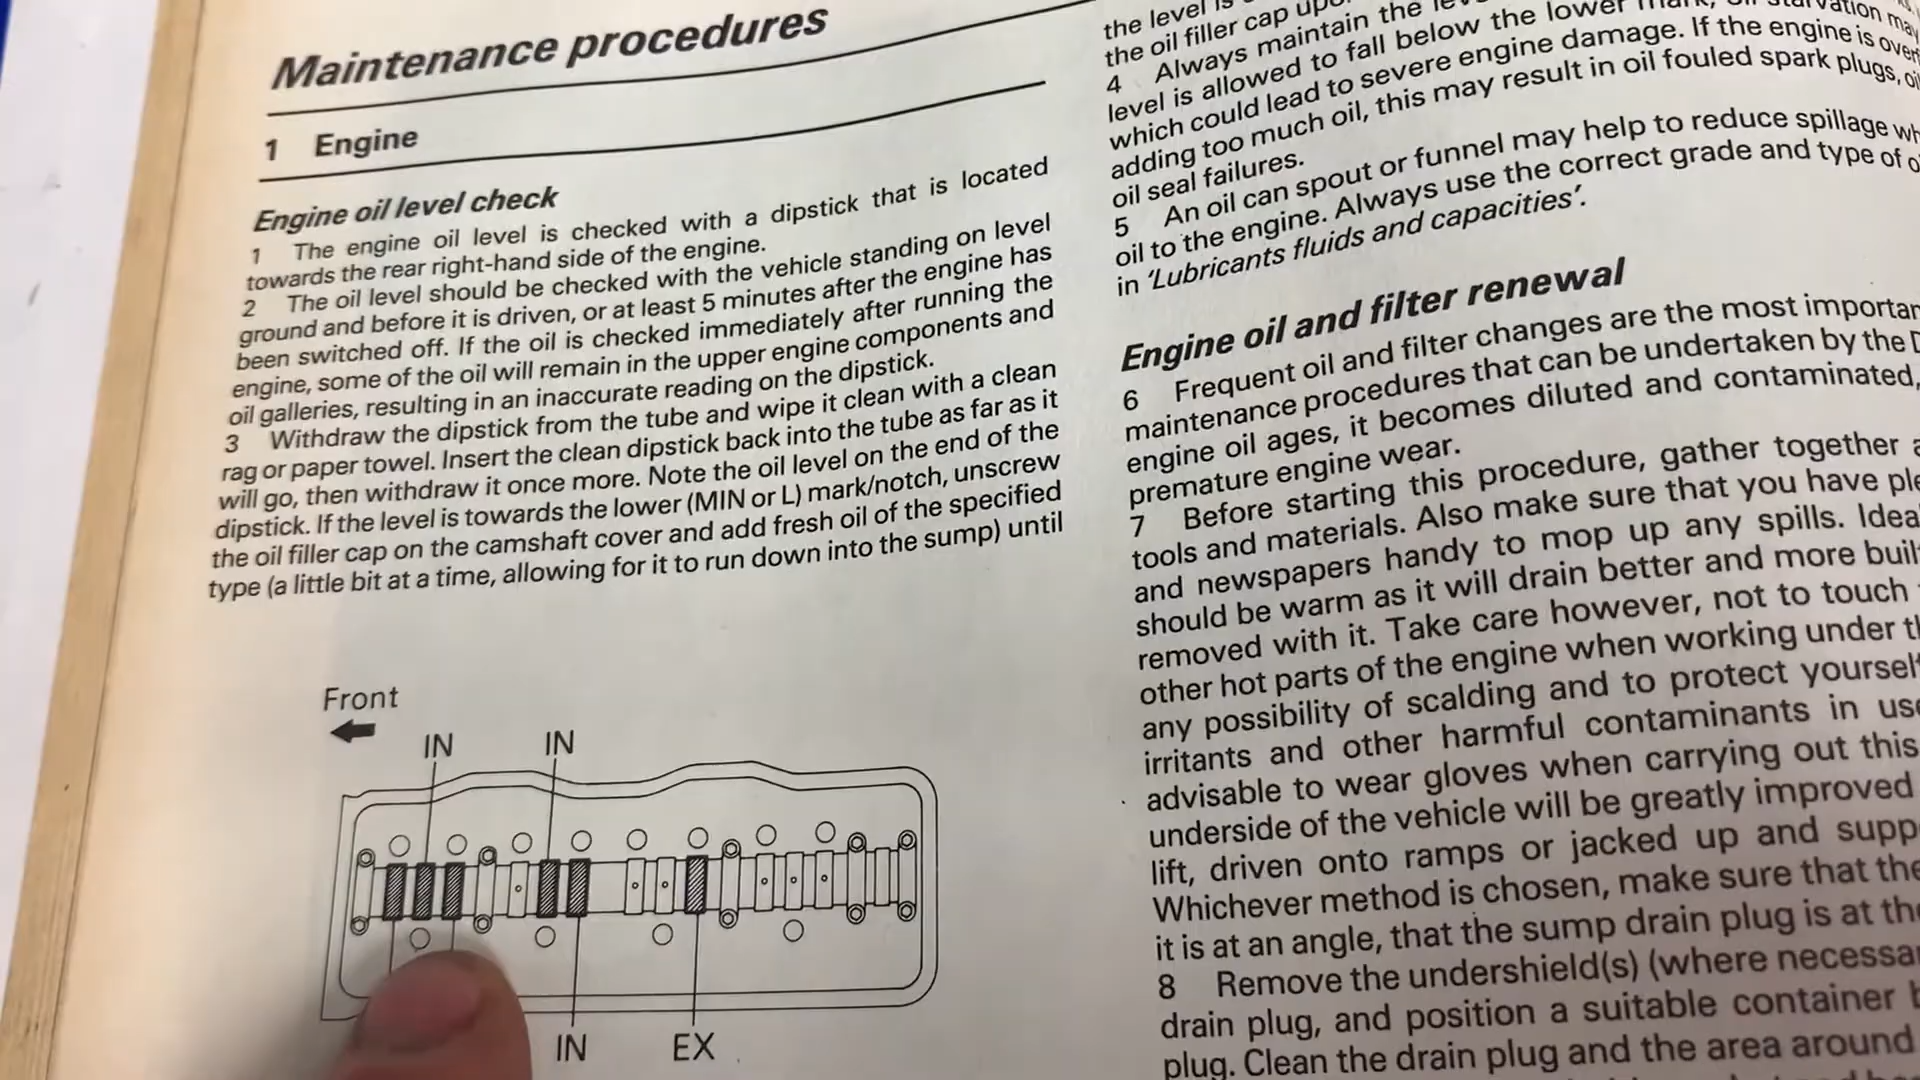 Maintenance procedures
1 Engine
Engine oil level check
1 The engine oil level is checked with a dipstick that is located
towards the rear right-hand side of the engine.
2 The oil level should be checked with the vehicle standing on level
ground and before it is driven, or at least 5 minutes after the engine has
been switched off. If the oil is checked immediately after running the
engine, some of the oil will remain in the upper engine components and
oil galleries, resulting in an inaccurate reading on the dipstick.
3 Withdraw the dipstick from the tube and wipe it clean with a clean
rag or paper towel. Insert the clean dipstick back into the tube as far as it
will go, then withdraw it once more. Note the oil level on the end of the
dipstick. If the level is towards the lower (MIN or L) mark/notch, unscrew
the oil filler cap on the camshaft cover and add fresh oil of the specified
type (a little bit at a time, allowing for it to run down into the sump) until
Front
IN IN
IN EX
the level is
the oil filler cap
4 Always maintain the
level is allowed to fall below the lower
which could lead to severe engine damage. If the engine is
adding too much oil, this may result in oil fouled spark plugs,
oil seal failures.
5 An oil can spout or funnel may help to reduce spillage
oil to the engine. Always use the correct grade and type of
in 'Lubricants fluids and capacities'.
Engine oil and filter renewal
6 Frequent oil and filter changes are the most
maintenance procedures that can be undertaken by the
engine oil ages, it becomes diluted and contaminated,
premature engine wear.
7 Before starting this procedure, gather together
tools and materials. Also make sure that you have
and newspapers handy to mop up any spills.
should be warm as it will drain better and more
removed with it. Take care however, not to touch
other hot parts of the engine when working under
any possibility of scalding and to protect
irritants and other harmful contaminants in
advisable to wear gloves when carrying out this
underside of the vehicle will be greatly improved
lift, driven onto ramps or jacked up and
Whichever method is chosen, make sure that the
it is at an angle, that the sump drain plug is at
8 Remove the undershield(s) (where
drain plug, and position a suitable container
plug. Clean the drain plug and the area around